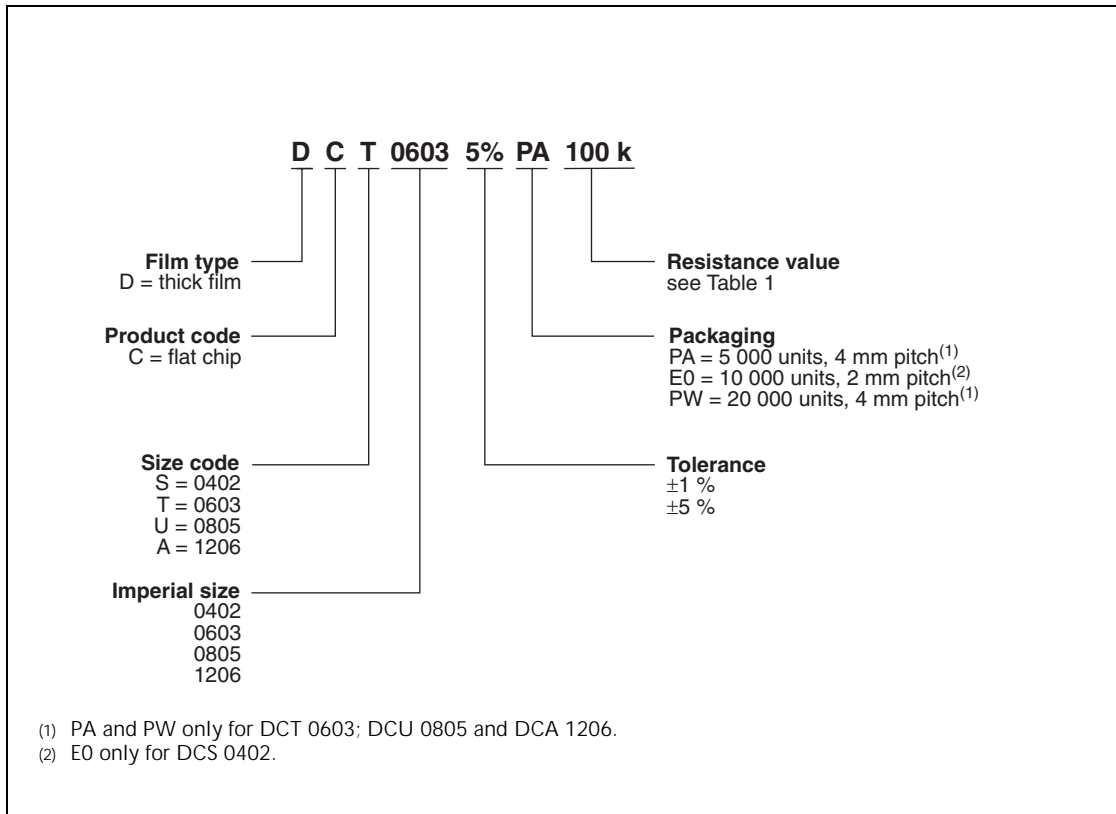 D C T 0603 5% PA 100 k
Film type
D = thick film
Product code
C = flat chip
Size code
S = 0402
T = 0603
U = 0805
A = 1206
Imperial size
0402
0603
0805
1206
Resistance value
see Table 1
Packaging
PA = 5 000 units, 4 mm pitch(1)
E0 = 10 000 units, 2 mm pitch(2)
PW = 20 000 units, 4 mm pitch(1)
Tolerance
±1 %
±5 %
(1) PA and PW only for DCT 0603; DCU 0805 and DCA 1206.
(2) E0 only for DCS 0402.